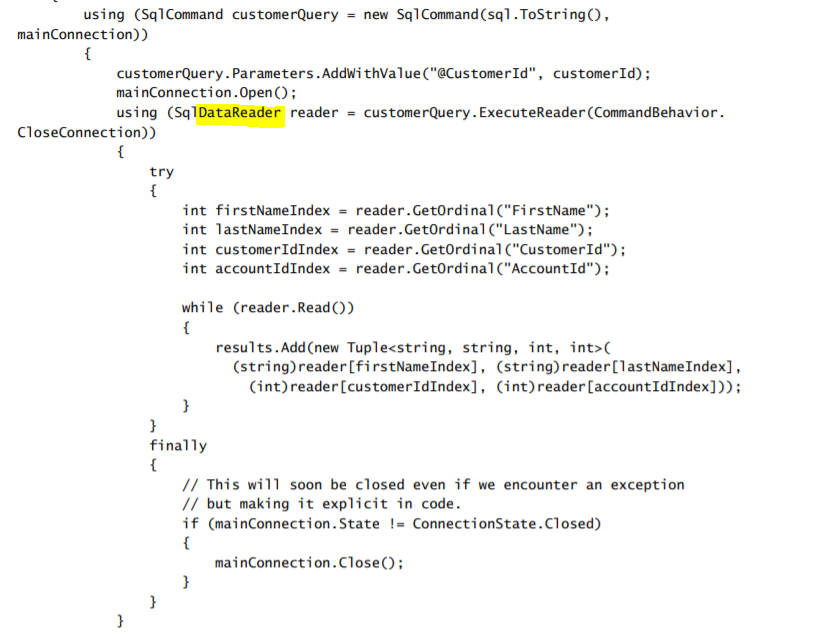 using (SqlCommand customerQuery = new SqlCommand(sql.ToString(),
mainConnection))
{
customerQuery.Parameters.AddWithValue("@CustomerId", customerId);
mainConnection.Open();
using (SqlDataReader reader = customerQuery.ExecuteReader(CommandBehavior.
CloseConnection))
{
try
{
int firstNameIndex = reader.GetOrdinal("FirstName");
int lastNameIndex = reader.GetOrdinal("LastName");
int customerIdIndex = reader.GetOrdinal("CustomerId");
int accountIdIndex = reader.GetOrdinal("AccountId");
while (reader.Read())
{
results.Add(new Tuple<string, string, int, int>(
(string)reader[firstNameIndex], (string)reader[lastNameIndex],
(int)reader[customerIdIndex], (int)reader[accountIdIndex]));
}
}
finally
{
// This will soon be closed even if we encounter an exception
// but making it explicit in code.
if (mainConnection.State != ConnectionState.Closed)
{
mainConnection.Close();
}
}
}